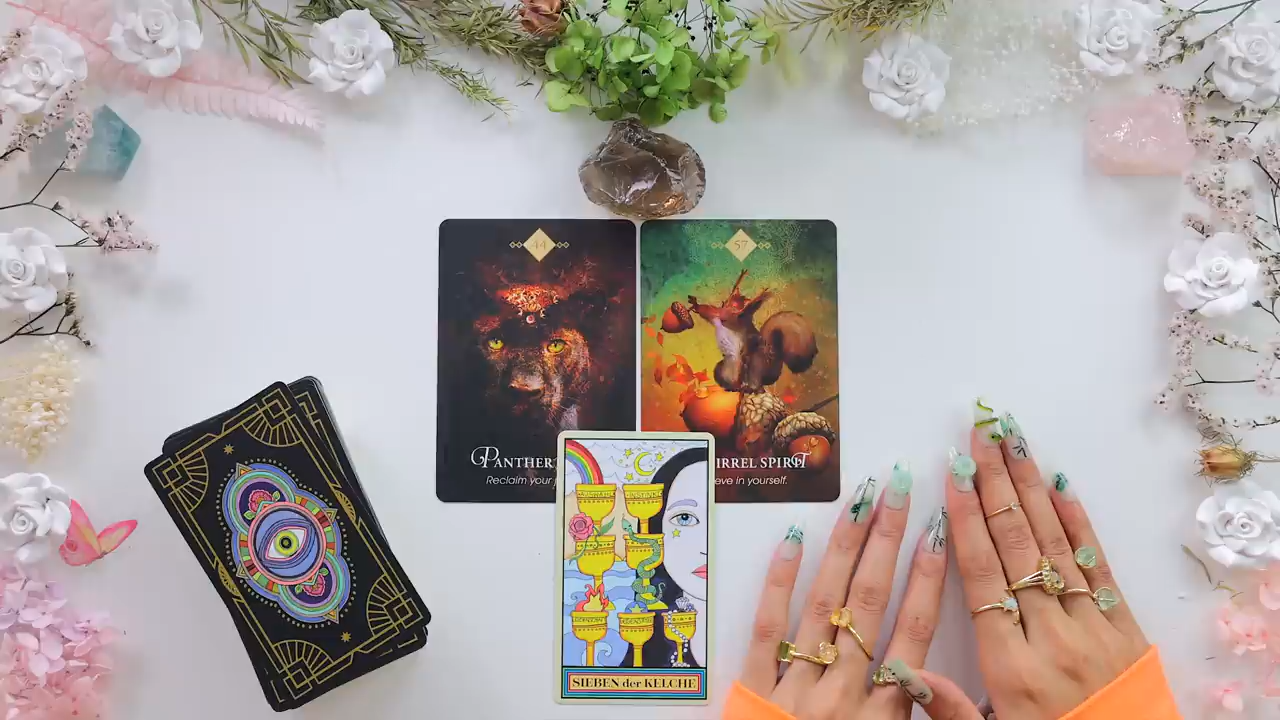 44
57
PANTHER
IRREL SPIRIT
Reclaim your
eve in yourself.
SIEBEN der KELCHE